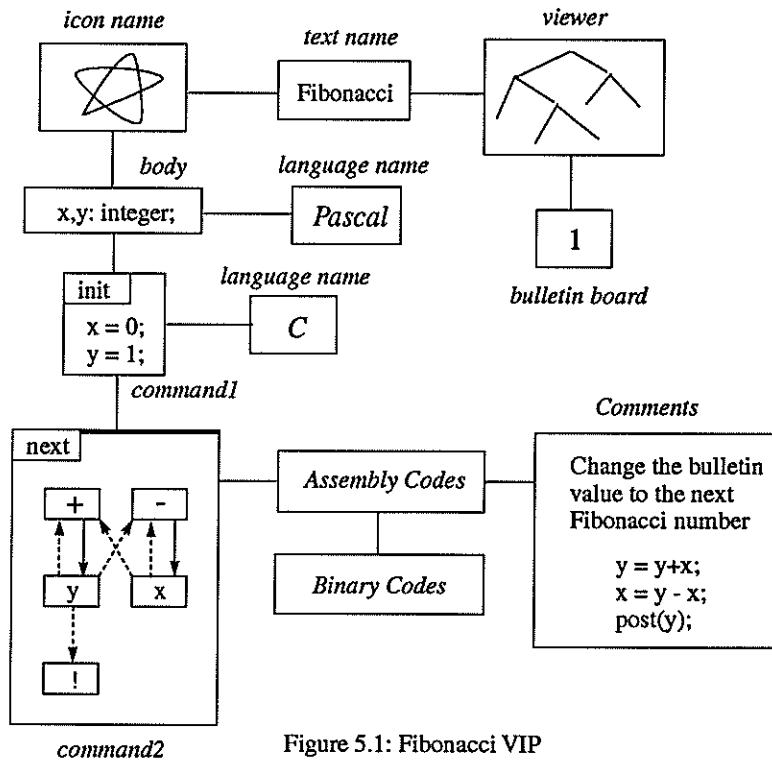 icon name
text name
viewer
Fibonacci
body
language name
x,y: integer;
Pascal
1
bulletin board
init
x = 0;
y = 1;
language name
C
command1
Comments
next
+
-
y
x
!
Assembly Codes
Binary Codes
Change the bulletin
value to the next
Fibonacci number
y = y+x;
x = y - x;
post(y);
command2
Figure 5.1: Fibonacci VIP